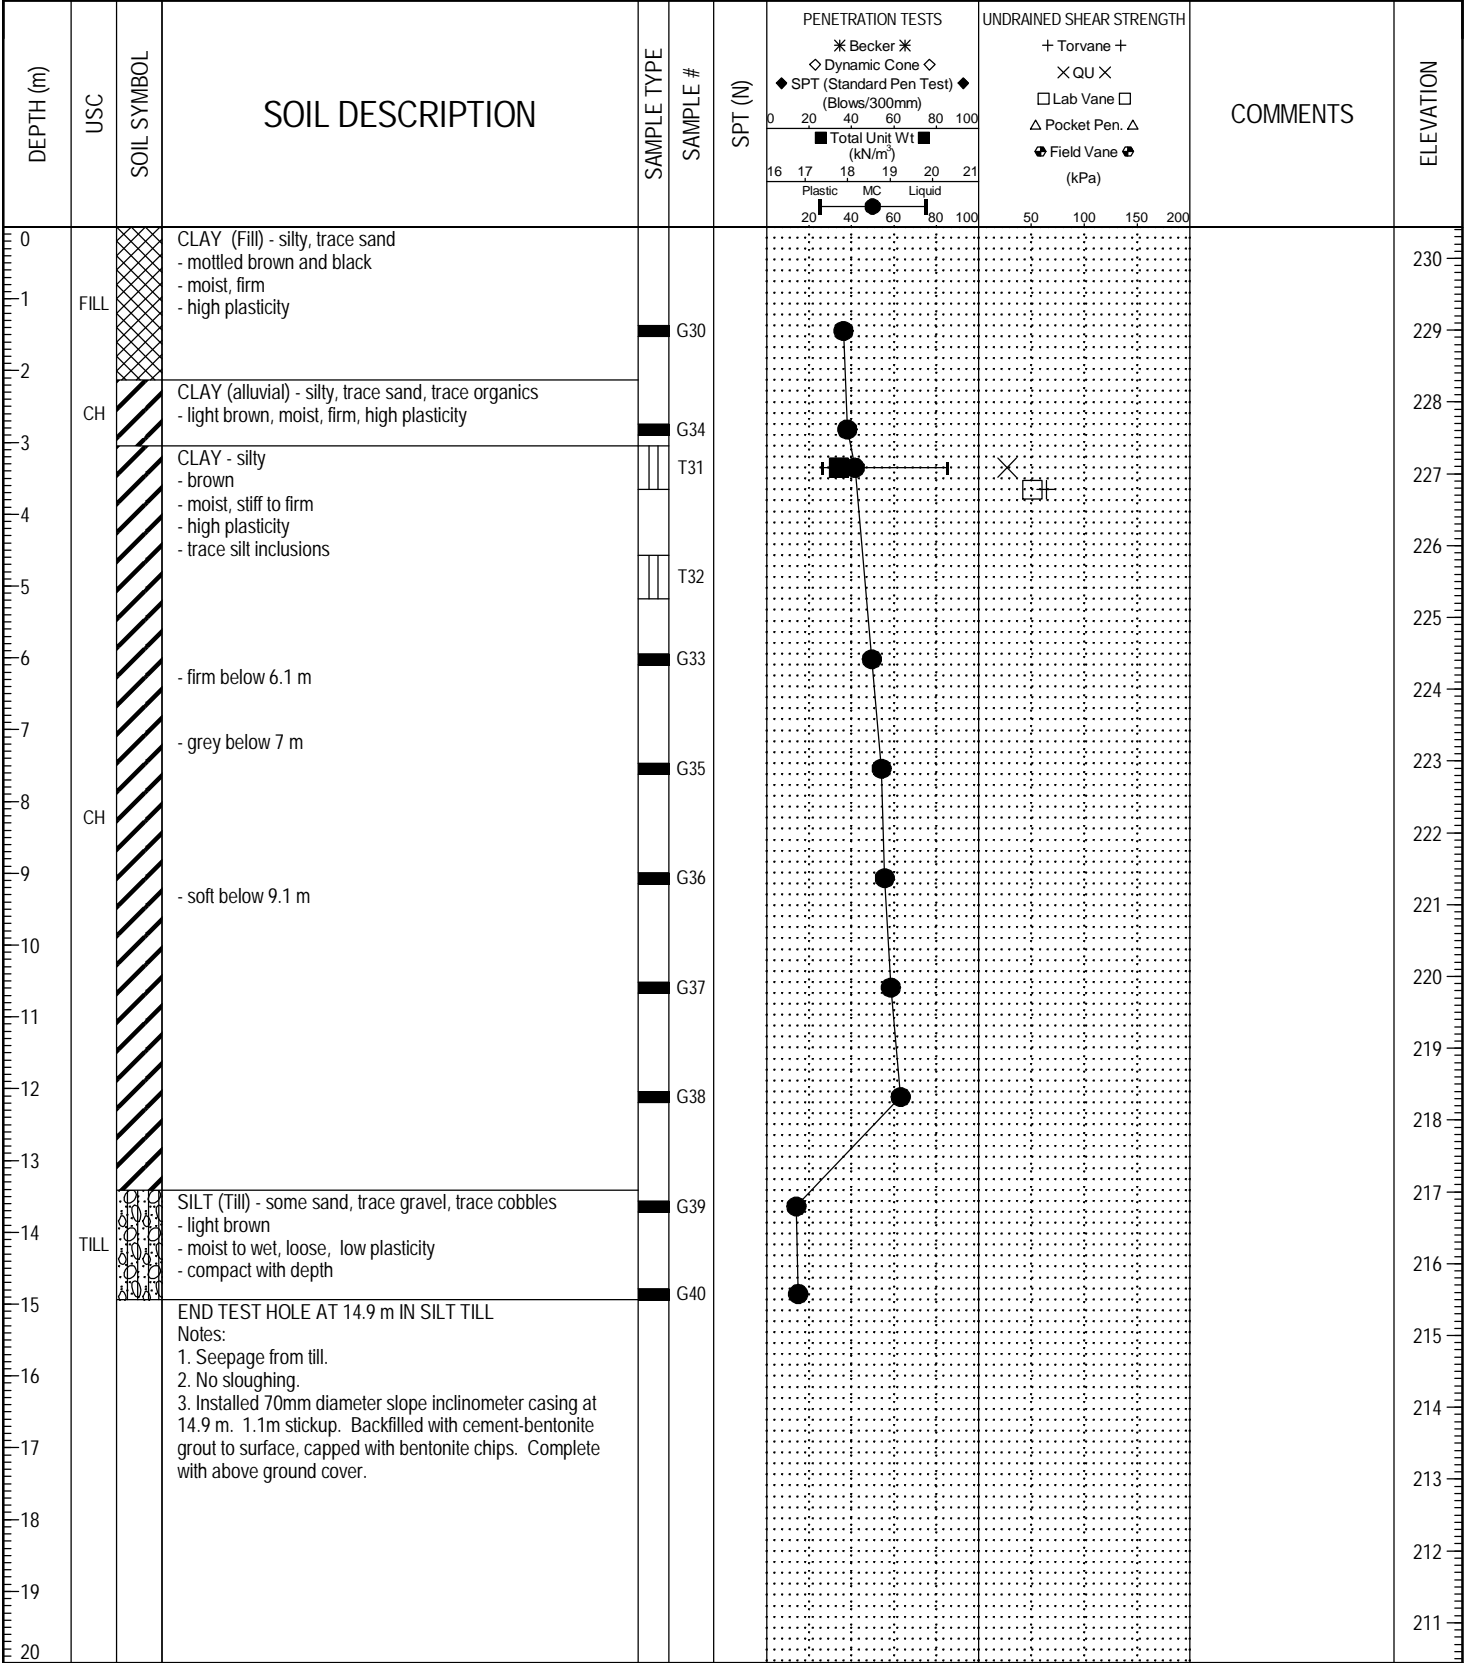 DEPTH (m)
USC
SOIL SYMBOL
SOIL DESCRIPTION
SAMPLE TYPE
SAMPLE #
SPT (N)
PENETRATION TESTS
✳ Becker ✳
◇ Dynamic Cone ◇
◆ SPT (Standard Pen Test) ◆
(Blows/300mm)
0 20 40 60 80 100
■ Total Unit Wt ■
(kN/m³)
16 17 18 19 20 21
Plastic MC Liquid
20 40 60 80 100
UNDRAINED SHEAR STRENGTH
+ Torvane +
✕ QU ✕
□ Lab Vane □
△ Pocket Pen. △
Field Vane
(kPa)
50 100 150 200
COMMENTS
ELEVATION
0
1
2
3
4
5
6
7
8
9
10
11
12
13
14
15
16
17
18
19
20
FILL
CH
CH
TILL
CLAY (Fill) - silty, trace sand
- mottled brown and black
- moist, firm
- high plasticity
CLAY (alluvial) - silty, trace sand, trace organics
- light brown, moist, firm, high plasticity
CLAY - silty
- brown
- moist, stiff to firm
- high plasticity
- trace silt inclusions
- firm below 6.1 m
- grey below 7 m
- soft below 9.1 m
SILT (Till) - some sand, trace gravel, trace cobbles
- light brown
- moist to wet, loose, low plasticity
- compact with depth
END TEST HOLE AT 14.9 m IN SILT TILL
Notes:
1. Seepage from till.
2. No sloughing.
3. Installed 70mm diameter slope inclinometer casing at
14.9 m. 1.1m stickup. Backfilled with cement-bentonite
grout to surface, capped with bentonite chips. Complete
with above ground cover.
G30
G34
T31
T32
G33
G35
G36
G37
G38
G39
G40
230
229
228
227
226
225
224
223
222
221
220
219
218
217
216
215
214
213
212
211